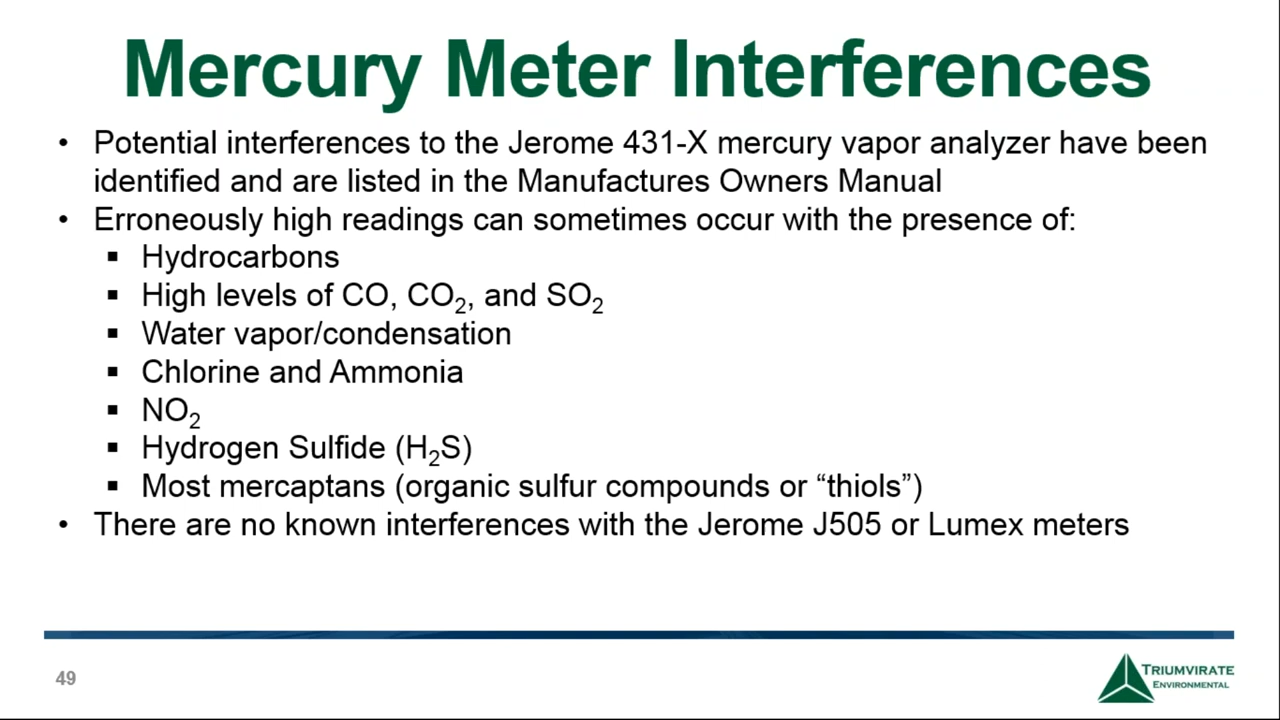 Mercury Meter Interferences
• Potential interferences to the Jerome 431-X mercury vapor analyzer have been
identified and are listed in the Manufactures Owners Manual
• Erroneously high readings can sometimes occur with the presence of:
▪ Hydrocarbons
▪ High levels of CO, CO₂, and SO₂
▪ Water vapor/condensation
▪ Chlorine and Ammonia
▪ NO₂
▪ Hydrogen Sulfide (H₂S)
▪ Most mercaptans (organic sulfur compounds or “thiols”)
• There are no known interferences with the Jerome J505 or Lumex meters
49
TRIUMVIRATE
ENVIRONMENTAL